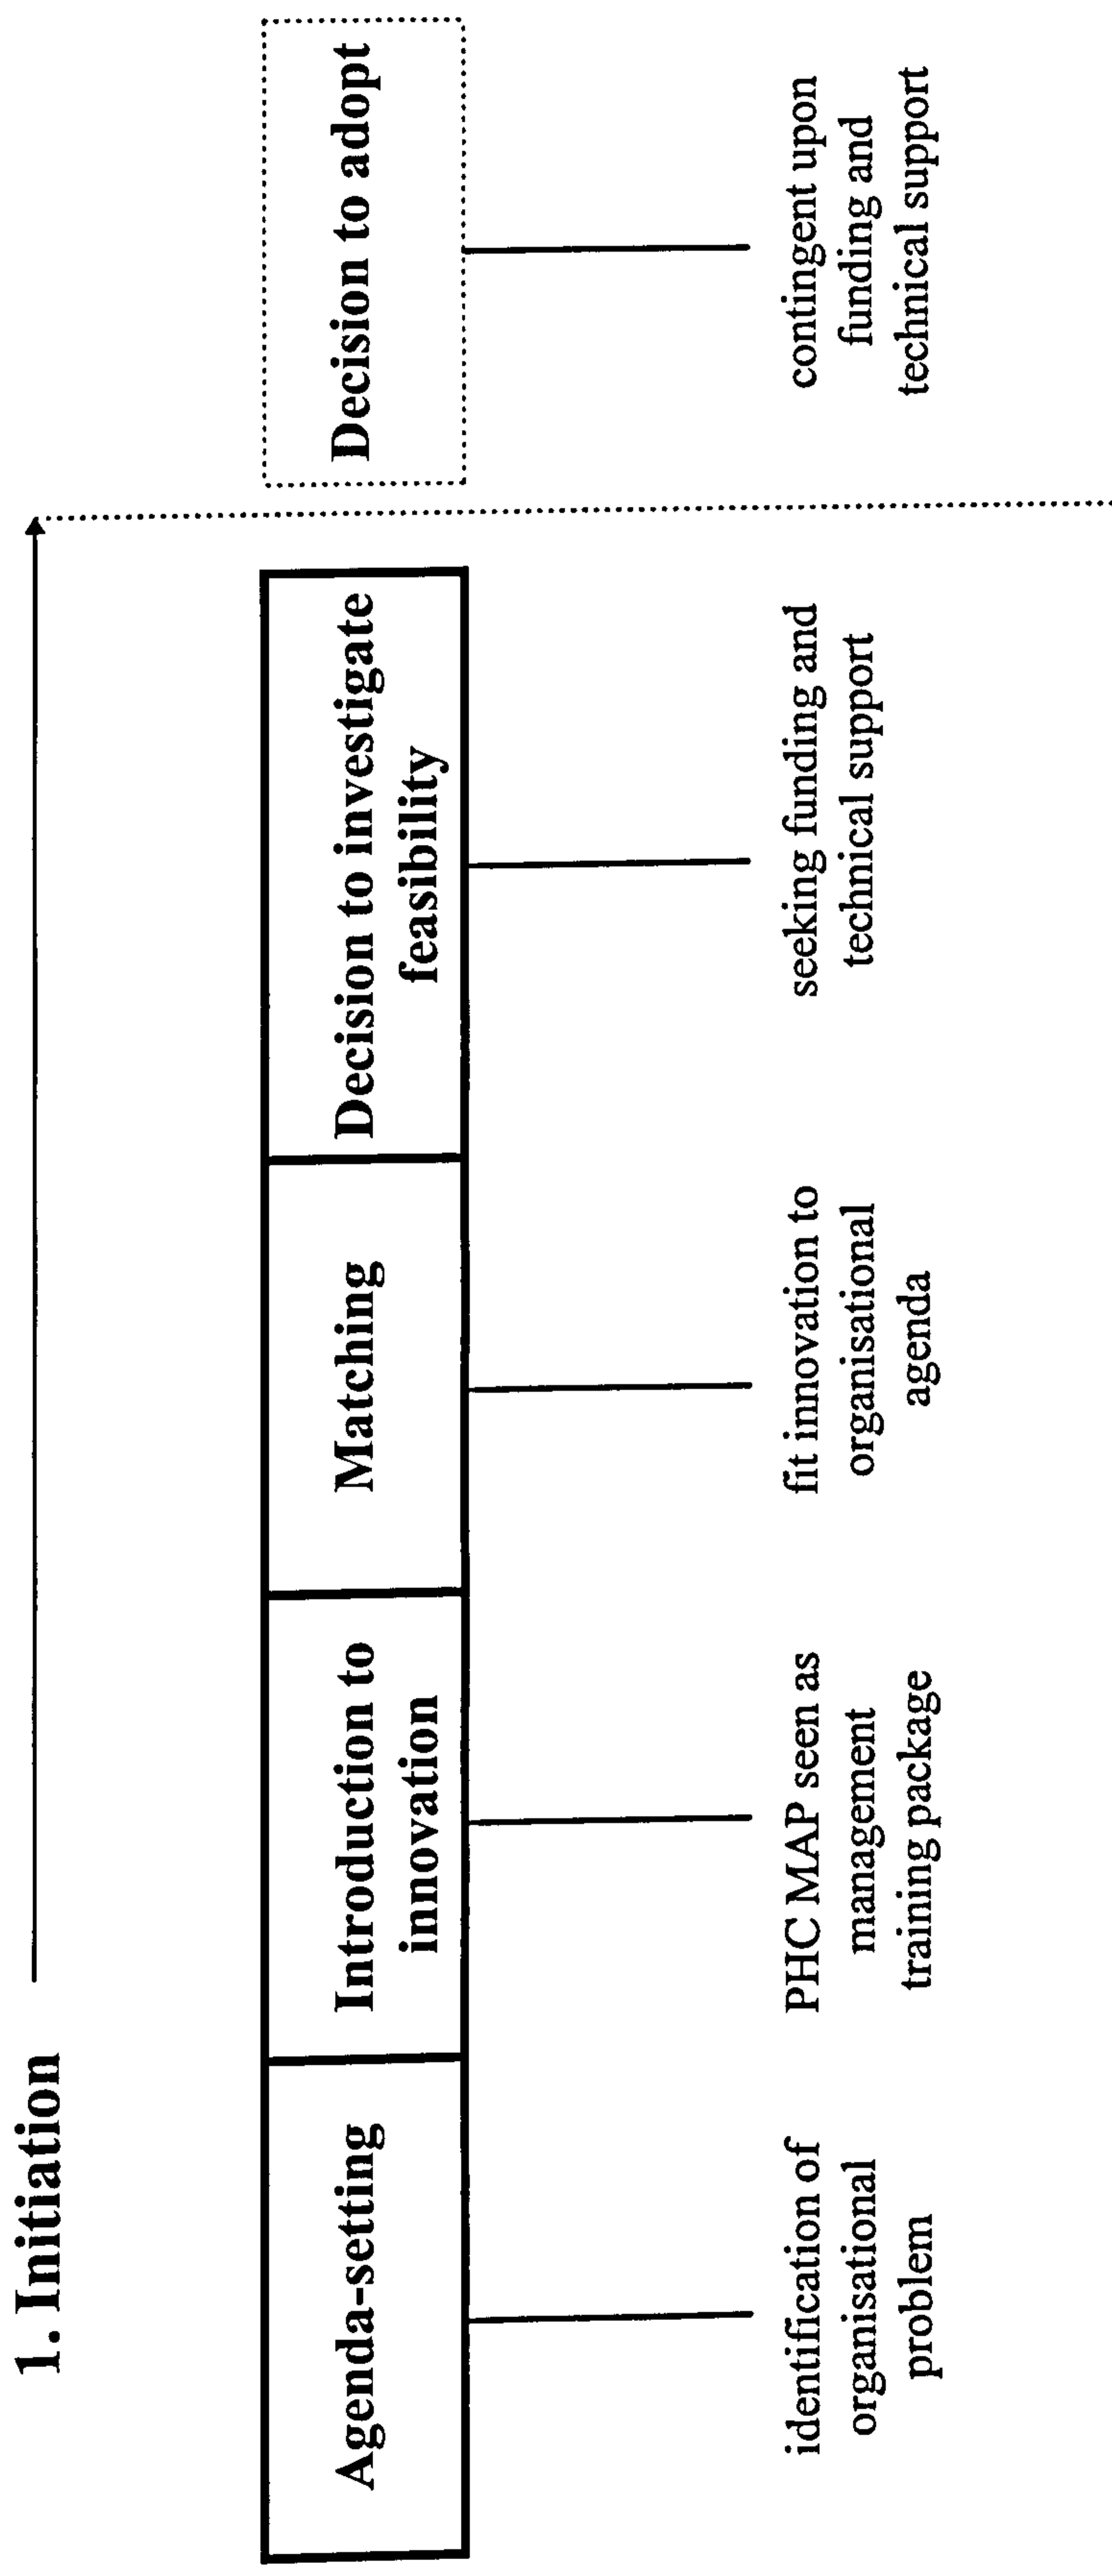 1. Initiation
Agenda-setting
Introduction to
innovation
Matching
Decision to investigate
feasibility
Decision to adopt
identification of
organisational
problem
PHC MAP seen as
management
training package
fit innovation to
organisational
agenda
seeking funding and
technical support
contingent upon
funding and
technical support